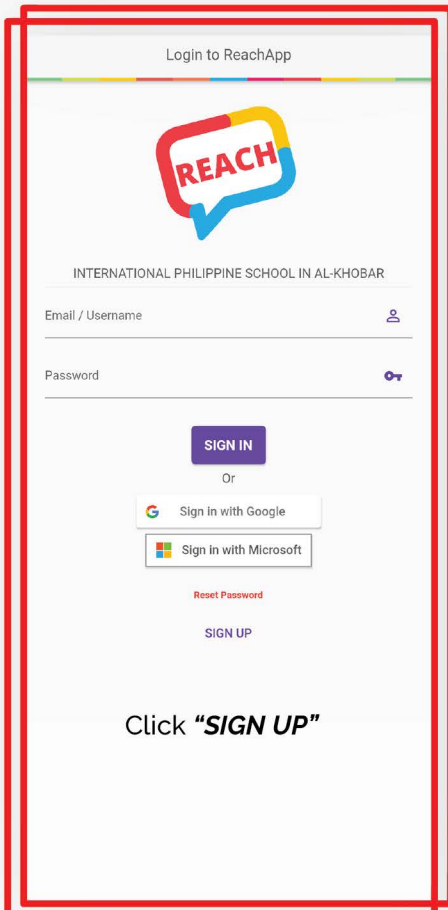 Login to ReachApp
REACH
INTERNATIONAL PHILIPPINE SCHOOL IN AL-KHOBAR
Email / Username
Password
SIGN IN
Or
Sign in with Google
Sign in with Microsoft
Reset Password
SIGN UP
Click “SIGN UP”